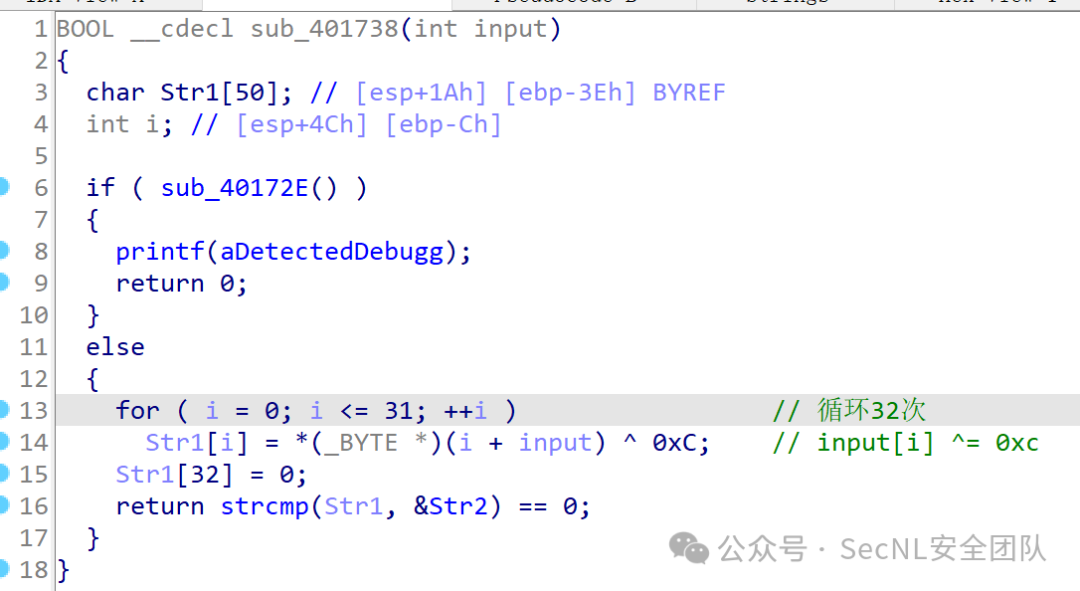 1 BOOL __cdecl sub_401738(int input)
2 {
3   char Str1[50]; // [esp+1Ah] [ebp-3Eh] BYREF
4   int i; // [esp+4Ch] [ebp-Ch]
5
6   if ( sub_40172E() )
7   {
8     printf(aDetectedDebugg);
9     return 0;
10   }
11   else
12   {
13     for ( i = 0; i <= 31; ++i )                 // 循环32次
14       Str1[i] = *(_BYTE *)(i + input) ^ 0xC;    // input[i] ^= 0xc
15     Str1[32] = 0;
16     return strcmp(Str1, &Str2) == 0;
17   }
18 }
公众号 · SecNL安全团队